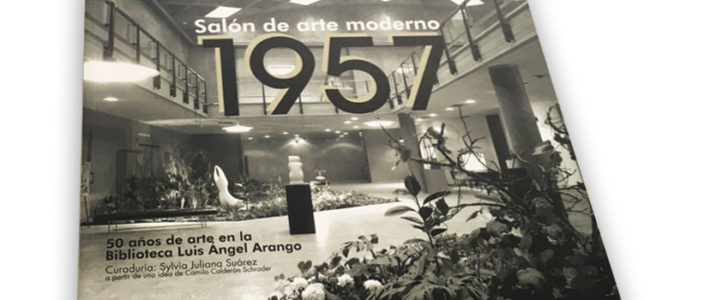 Salón de arte moderno
1957
50 años de arte en la
Biblioteca Luis Ángel Arango
Curaduría: Sylvia Juliana Suárez
a partir de una idea de Camilo Calderón Schrader